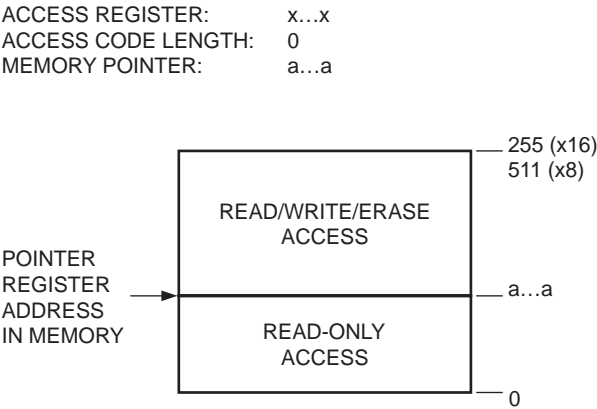 ACCESS REGISTER: x…x
ACCESS CODE LENGTH: 0
MEMORY POINTER: a…a
255 (x16)
511 (x8)
READ/WRITE/ERASE
ACCESS
POINTER
REGISTER
ADDRESS
IN MEMORY
a…a
READ-ONLY
ACCESS
0